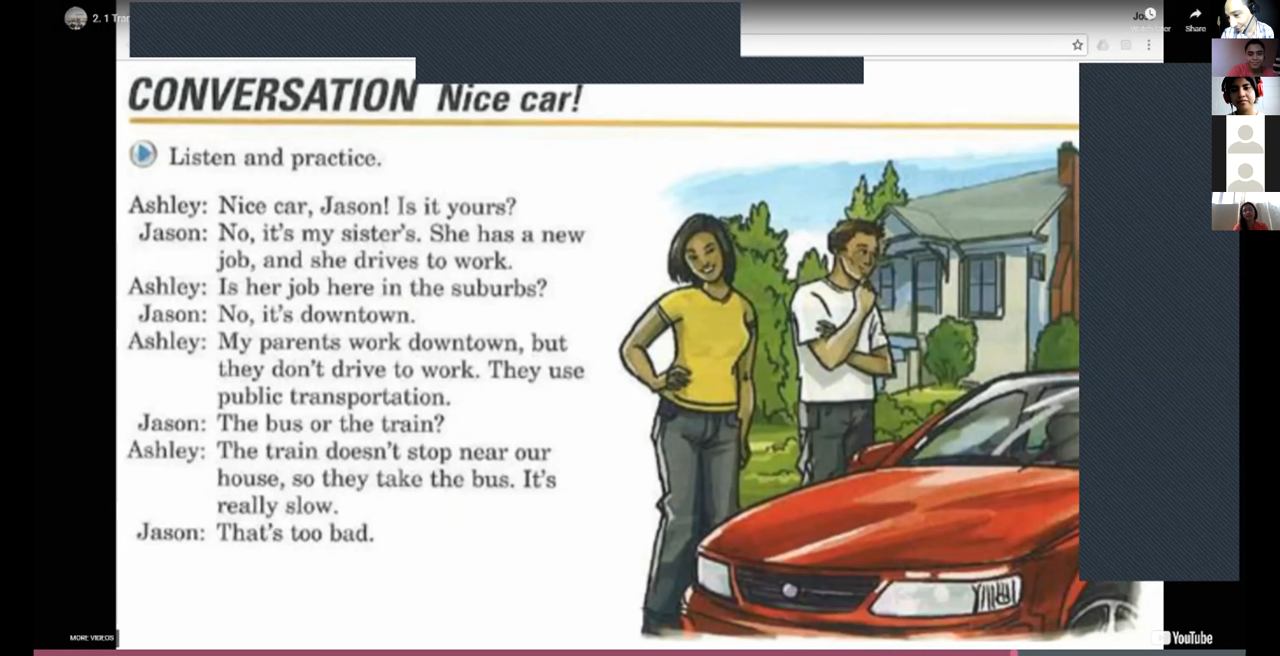 2. 1 Tran
Share
CONVERSATION Nice car!
Listen and practice.
Ashley: Nice car, Jason! Is it yours?
Jason: No, it's my sister's. She has a new
job, and she drives to work.
Ashley: Is her job here in the suburbs?
Jason: No, it's downtown.
Ashley: My parents work downtown, but
they don't drive to work. They use
public transportation.
Jason: The bus or the train?
Ashley: The train doesn't stop near our
house, so they take the bus. It's
really slow.
Jason: That's too bad.
MORE VIDEOS
YouTube